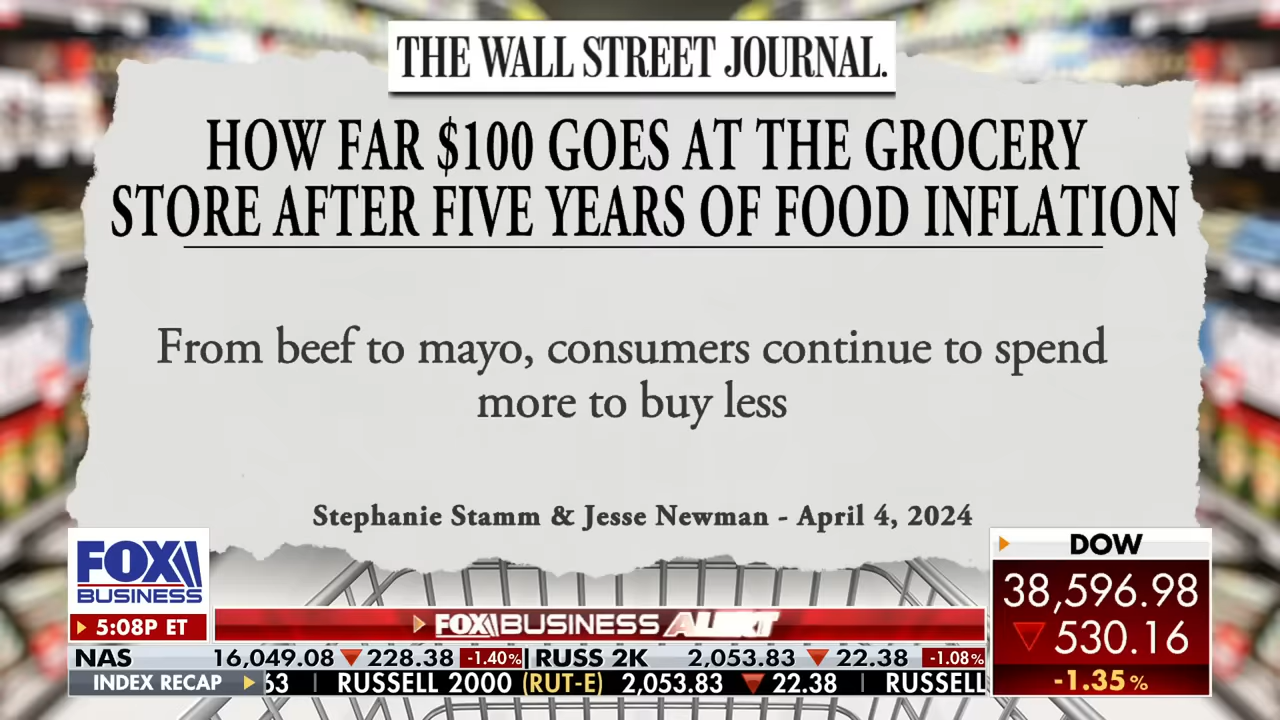 THE WALL STREET JOURNAL.
HOW FAR $100 GOES AT THE GROCERY
STORE AFTER FIVE YEARS OF FOOD INFLATION
From beef to mayo, consumers continue to spend
more to buy less
Stephanie Stamm & Jesse Newman - April 4, 2024
FOX BUSINESS
5:08P ET
FOX BUSINESS ALERT
DOW
38,596.98
530.16
-1.35%
NAS 16,049.08 228.38 -1.40% RUSS 2K 2,053.83 22.38 -1.08%
INDEX RECAP 63 | RUSSELL 2000 (RUT-E) 2,053.83 22.38 | RUSSELL